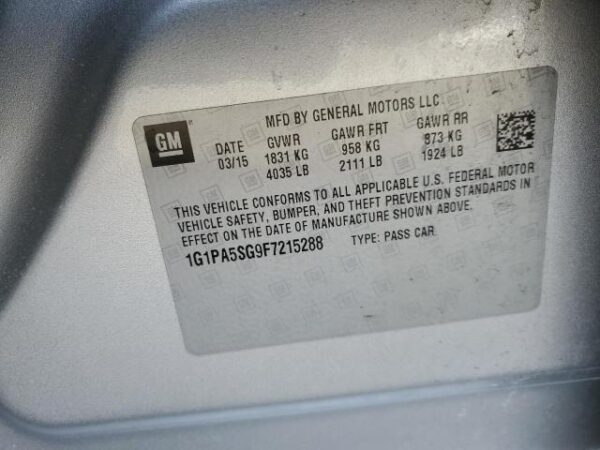 MFD BY GENERAL MOTORS LLC
GM
DATE GVWR GAWR FRT GAWR RR
03/15 1831 KG 958 KG 873 KG
4035 LB 2111 LB 1924 LB
THIS VEHICLE CONFORMS TO ALL APPLICABLE U.S. FEDERAL MOTOR
VEHICLE SAFETY, BUMPER, AND THEFT PREVENTION STANDARDS IN
EFFECT ON THE DATE OF MANUFACTURE SHOWN ABOVE.
1G1PA5SG9F7215288 TYPE: PASS CAR